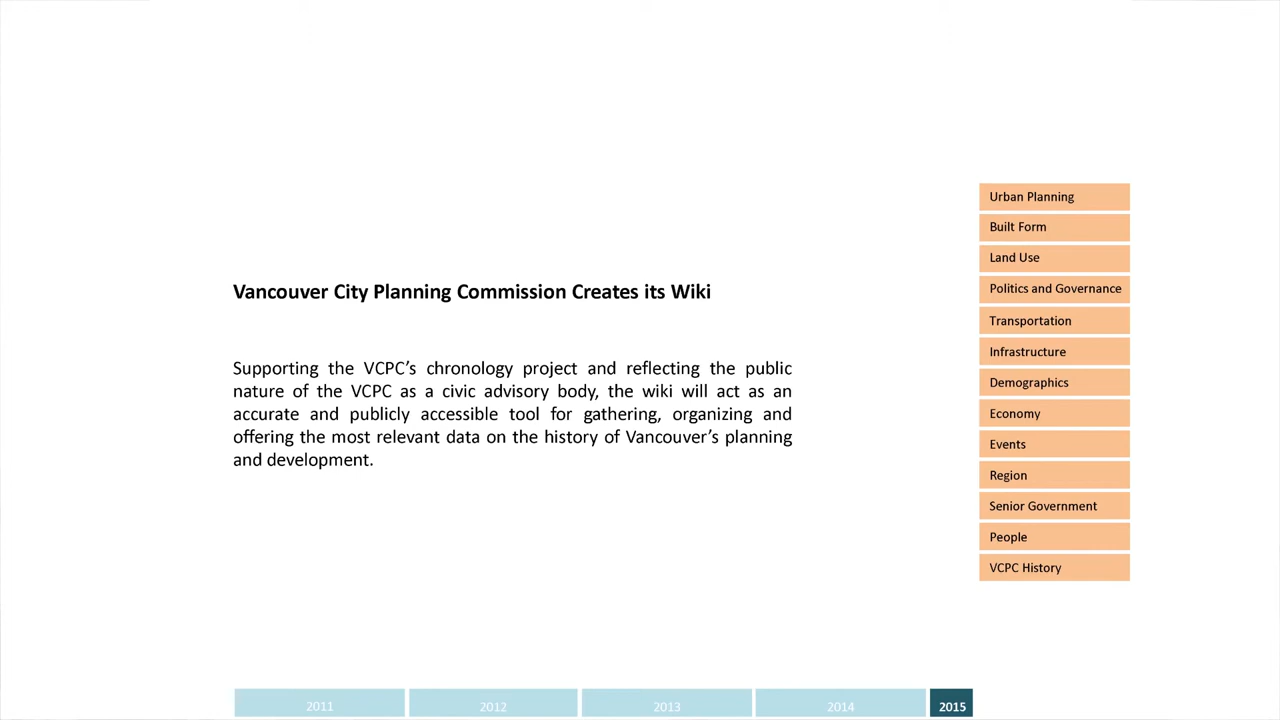 Vancouver City Planning Commission Creates its Wiki
Supporting the VCPC’s chronology project and reflecting the public
nature of the VCPC as a civic advisory body, the wiki will act as an
accurate and publicly accessible tool for gathering, organizing and
offering the most relevant data on the history of Vancouver’s planning
and development.
Urban Planning
Built Form
Land Use
Politics and Governance
Transportation
Infrastructure
Demographics
Economy
Events
Region
Senior Government
People
VCPC History
2011
2012
2013
2014
2015